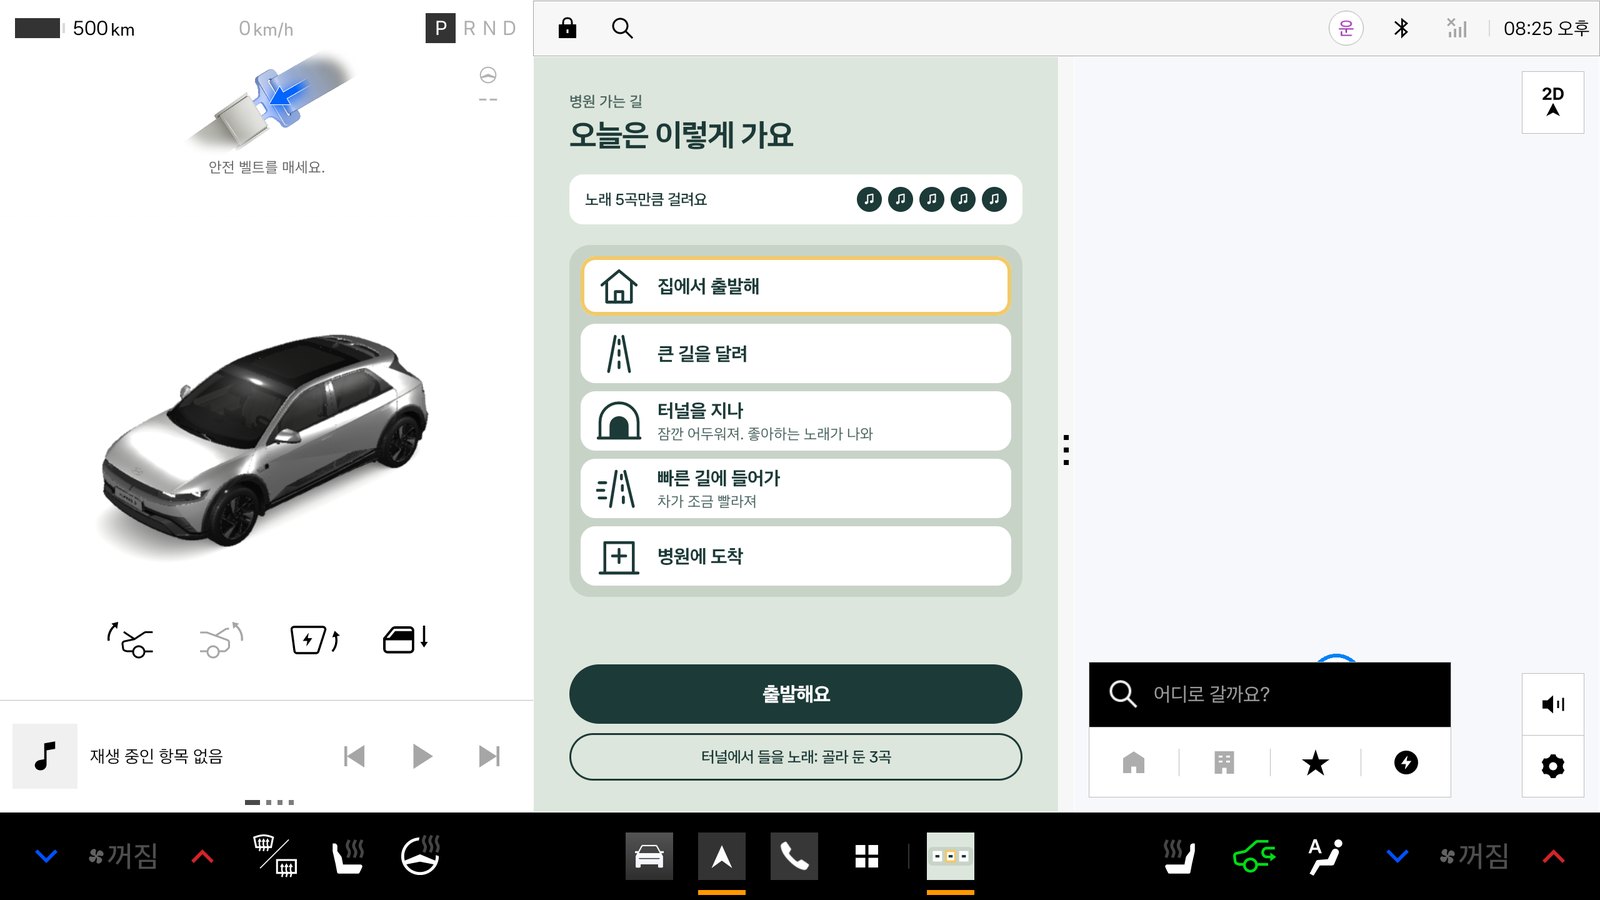 500 km
0 km/h
P R N D
안전 벨트를 매세요.
재생 중인 항목 없음
운
08:25 오후
병원 가는 길
오늘은 이렇게 가요
노래 5곡만큼 걸려요
집에서 출발해
큰 길을 달려
터널을 지나
잠깐 어두워져. 좋아하는 노래가 나와
빠른 길에 들어가
차가 조금 빨라져
병원에 도착
출발해요
터널에서 들을 노래: 골라 둔 3곡
2D
어디로 갈까요?
꺼짐
A
꺼짐